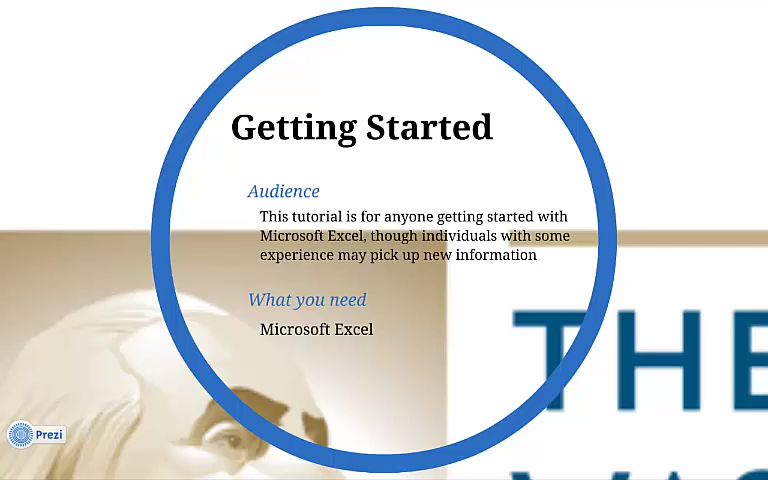 Getting Started
Audience
This tutorial is for anyone getting started with
Microsoft Excel, though individuals with some
experience may pick up new information
What you need
Microsoft Excel
THE
Prezi